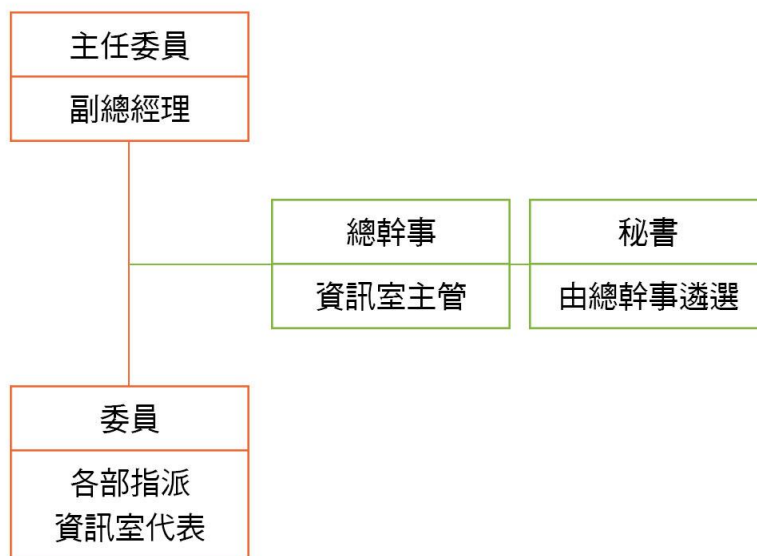 主任委員
副總經理
總幹事
資訊室主管
秘書
由總幹事遴選
委員
各部指派
資訊室代表